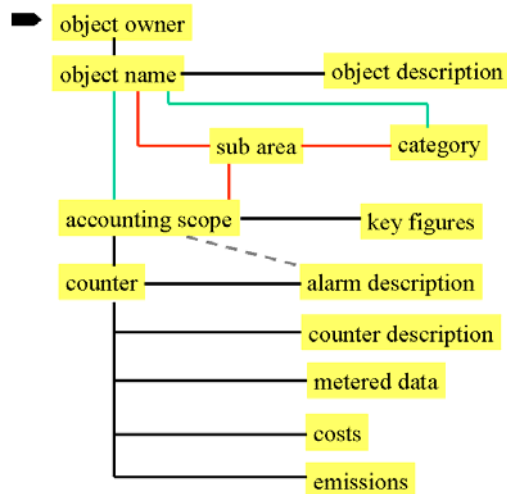 object owner
object name
object description
sub area
category
accounting scope
key figures
counter
alarm description
counter description
metered data
costs
emissions